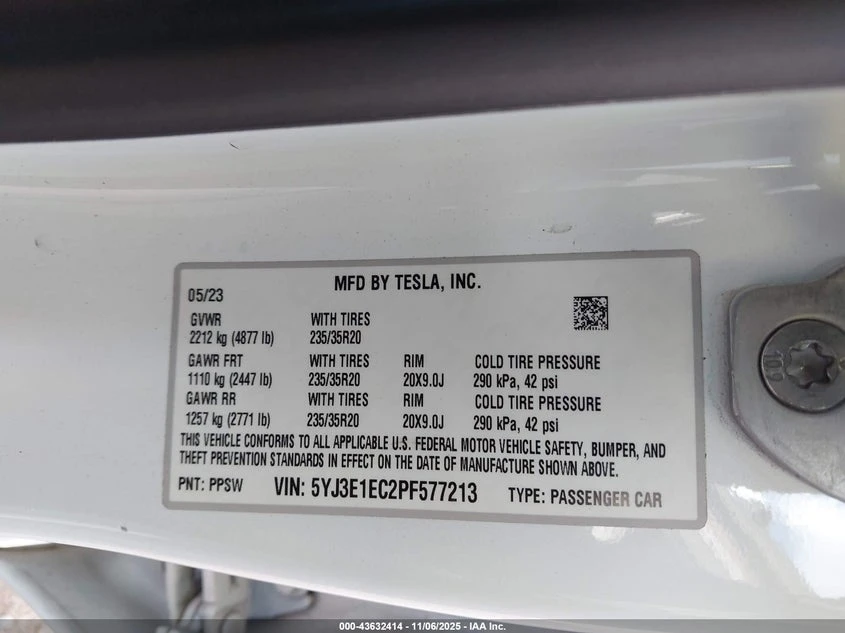 MFD BY TESLA, INC.
05/23
GVWR WITH TIRES
2212 kg (4877 lb) 235/35R20
GAWR FRT WITH TIRES RIM COLD TIRE PRESSURE
1110 kg (2447 lb) 235/35R20 20X9.0J 290 kPa, 42 psi
GAWR RR WITH TIRES RIM COLD TIRE PRESSURE
1257 kg (2771 lb) 235/35R20 20X9.0J 290 kPa, 42 psi
THIS VEHICLE CONFORMS TO ALL APPLICABLE U.S. FEDERAL MOTOR VEHICLE SAFETY, BUMPER, AND
THEFT PREVENTION STANDARDS IN EFFECT ON THE DATE OF MANUFACTURE SHOWN ABOVE.
PNT: PPSW VIN: 5YJ3E1EC2PF577213 TYPE: PASSENGER CAR
109
000-43632414 - 11/06/2025 - IAA Inc.